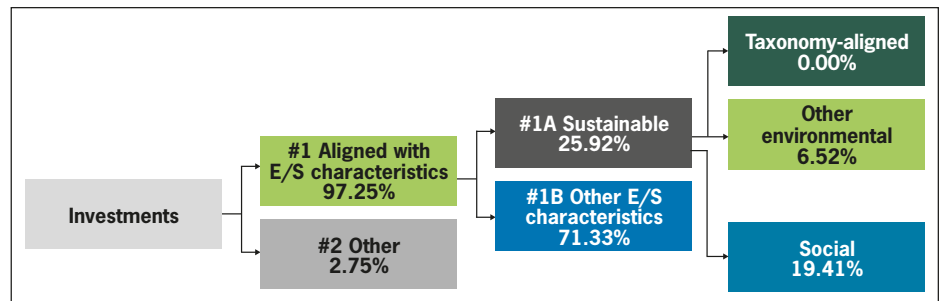 Investments
#1 Aligned with
E/S characteristics
97.25%
#2 Other
2.75%
#1A Sustainable
25.92%
#1B Other E/S
characteristics
71.33%
Taxonomy-aligned
0.00%
Other
environmental
6.52%
Social
19.41%